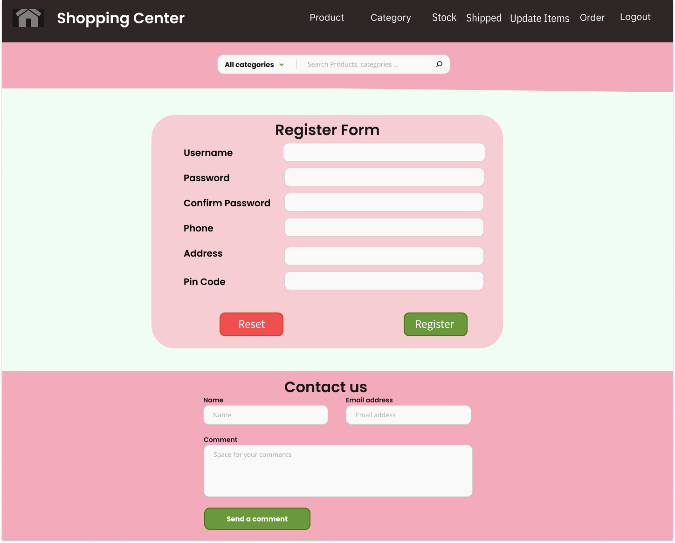 Shopping Center Product Category Stock Shipped Update Items Order Logout
All categories Search Products, categories ...
Register Form
Username
Password
Confirm Password
Phone
Address
Pin Code
Reset Register
Contact us
Name Email address
Name Email addess
Comment
Space for your comments
Send a comment